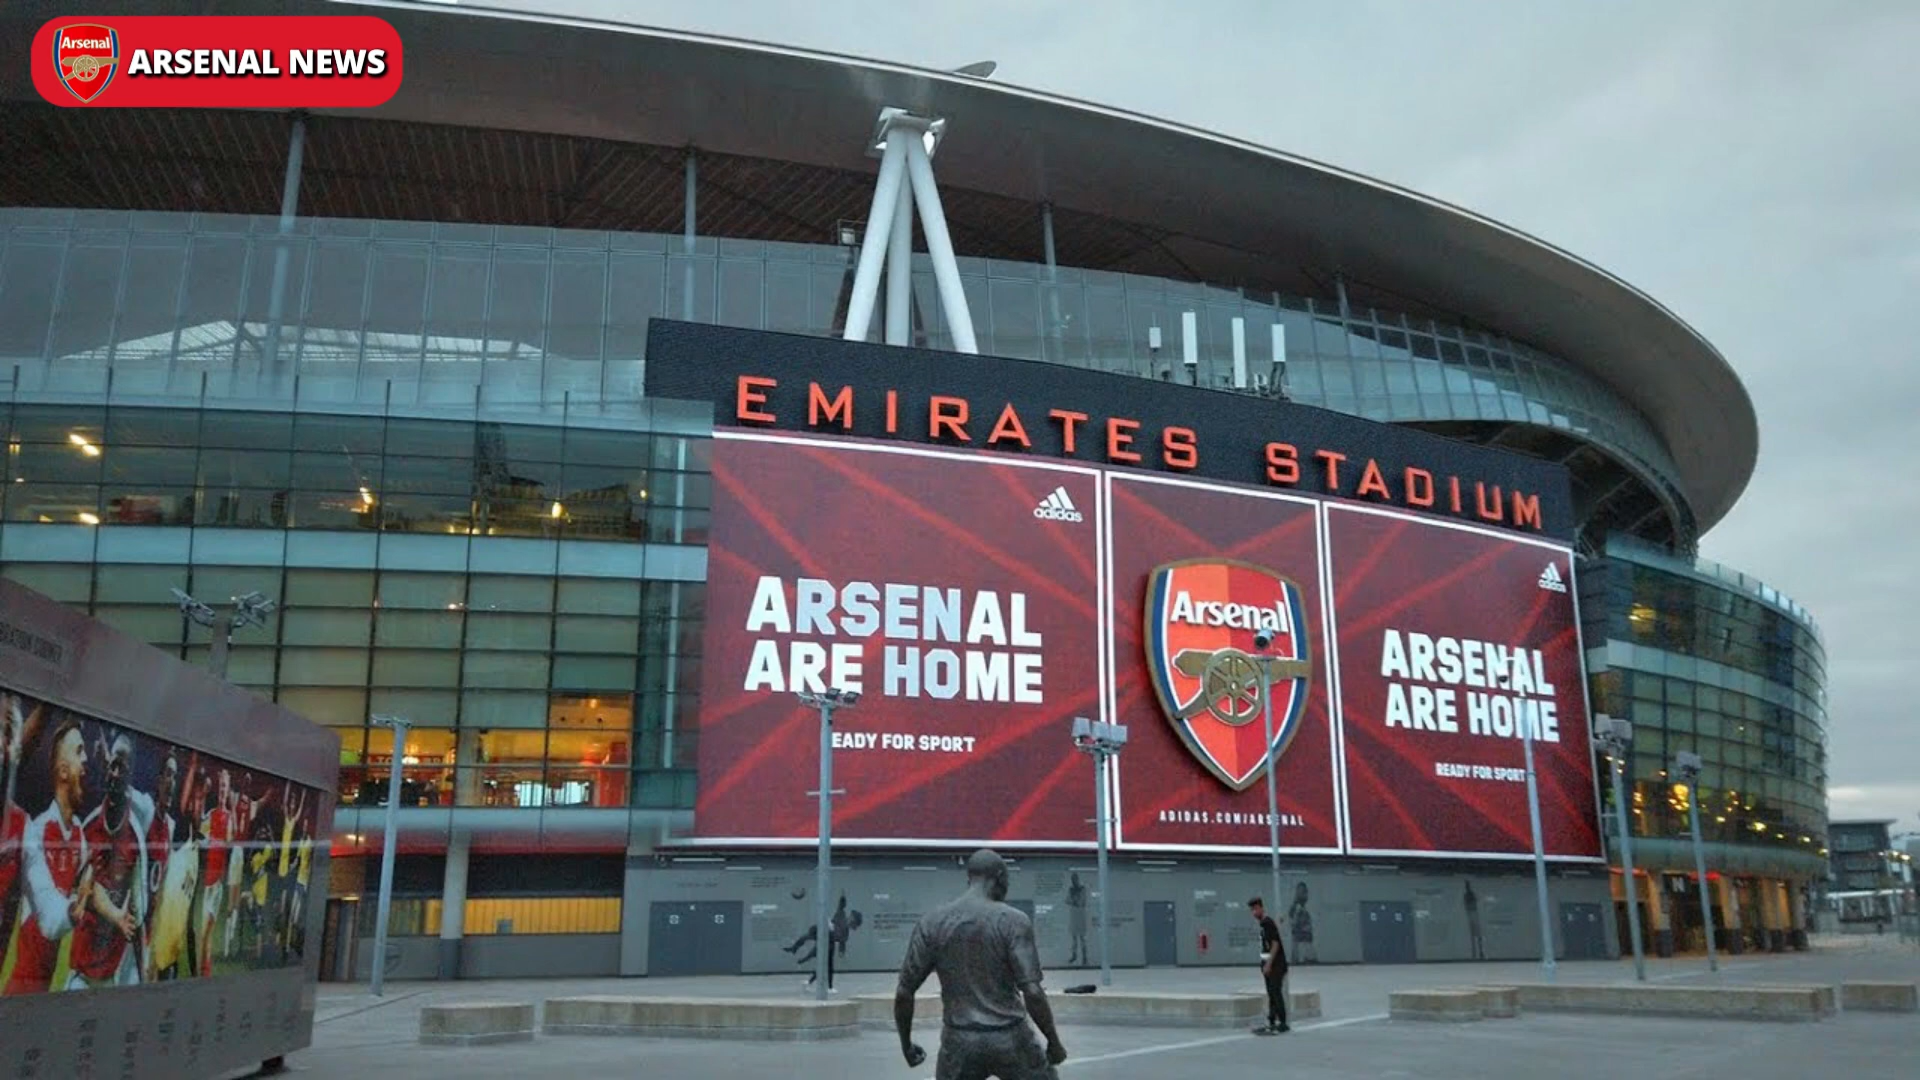 Arsenal
ARSENAL NEWS
EMIRATES STADIUM
adidas
ARSENAL
ARE HOME
EADY FOR SPORT
Arsenal
ADIDAS.COM/ARSENAL
adidas
ARSENAL
ARE HOME
READY FOR SPORT